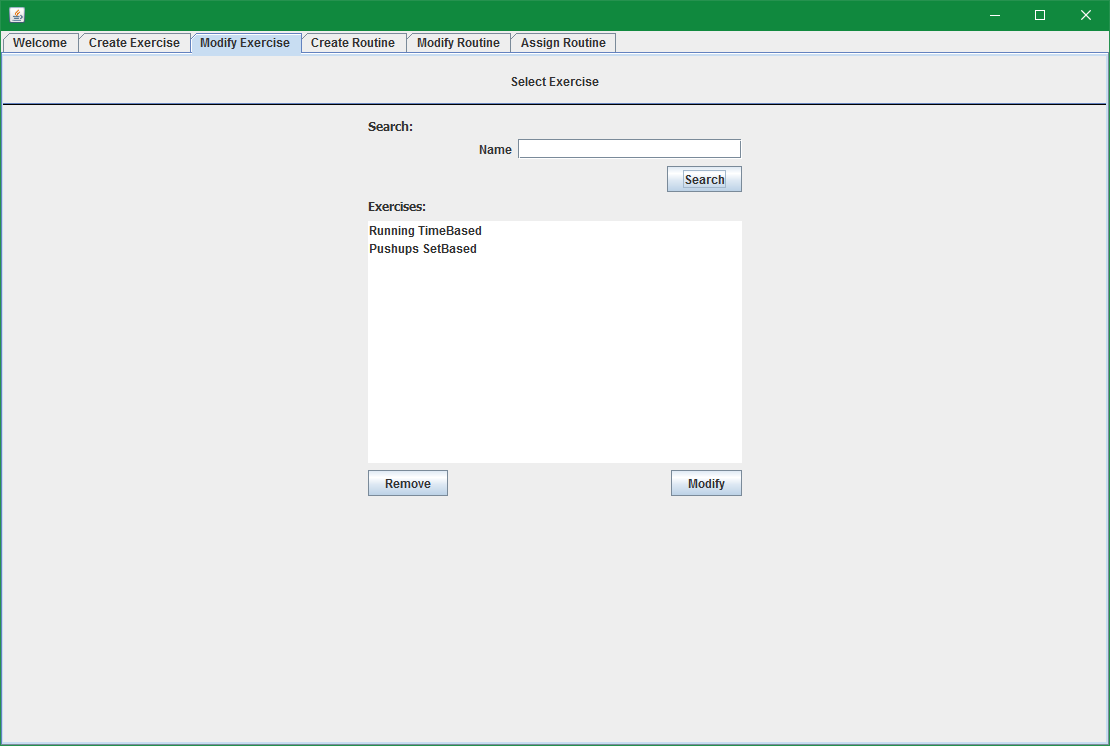 Welcome Create Exercise Modify Exercise Create Routine Modify Routine Assign Routine
Select Exercise
Search:
Name
Search
Exercises:
Running TimeBased
Pushups SetBased
Remove Modify